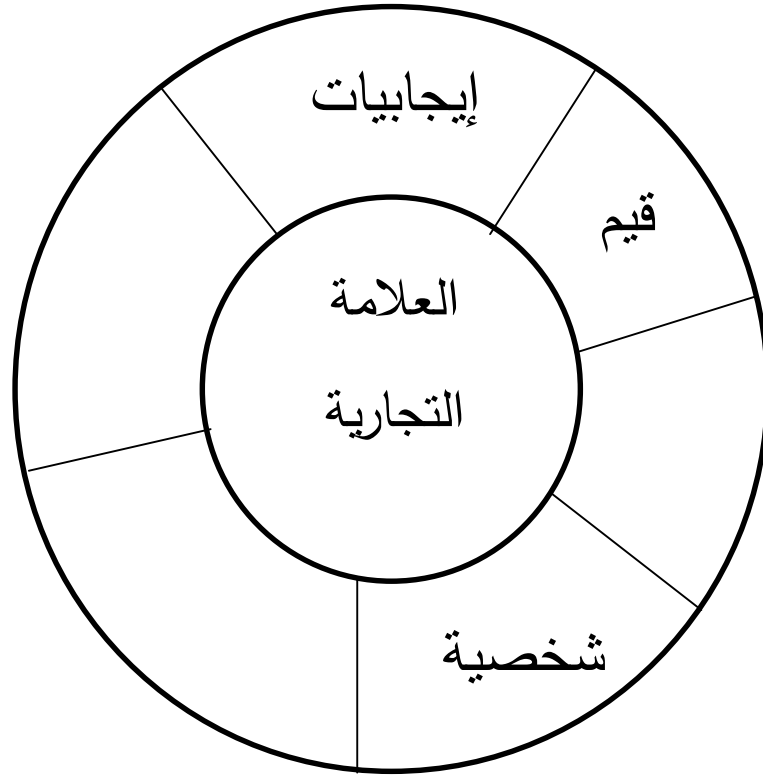 إيجابيات
قيم
العلامة
التجارية
شخصية